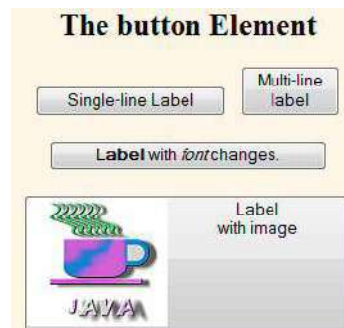 The button Element
Single-line Label
Multi-line
label
Label with font changes.
Label
with image
JAVA